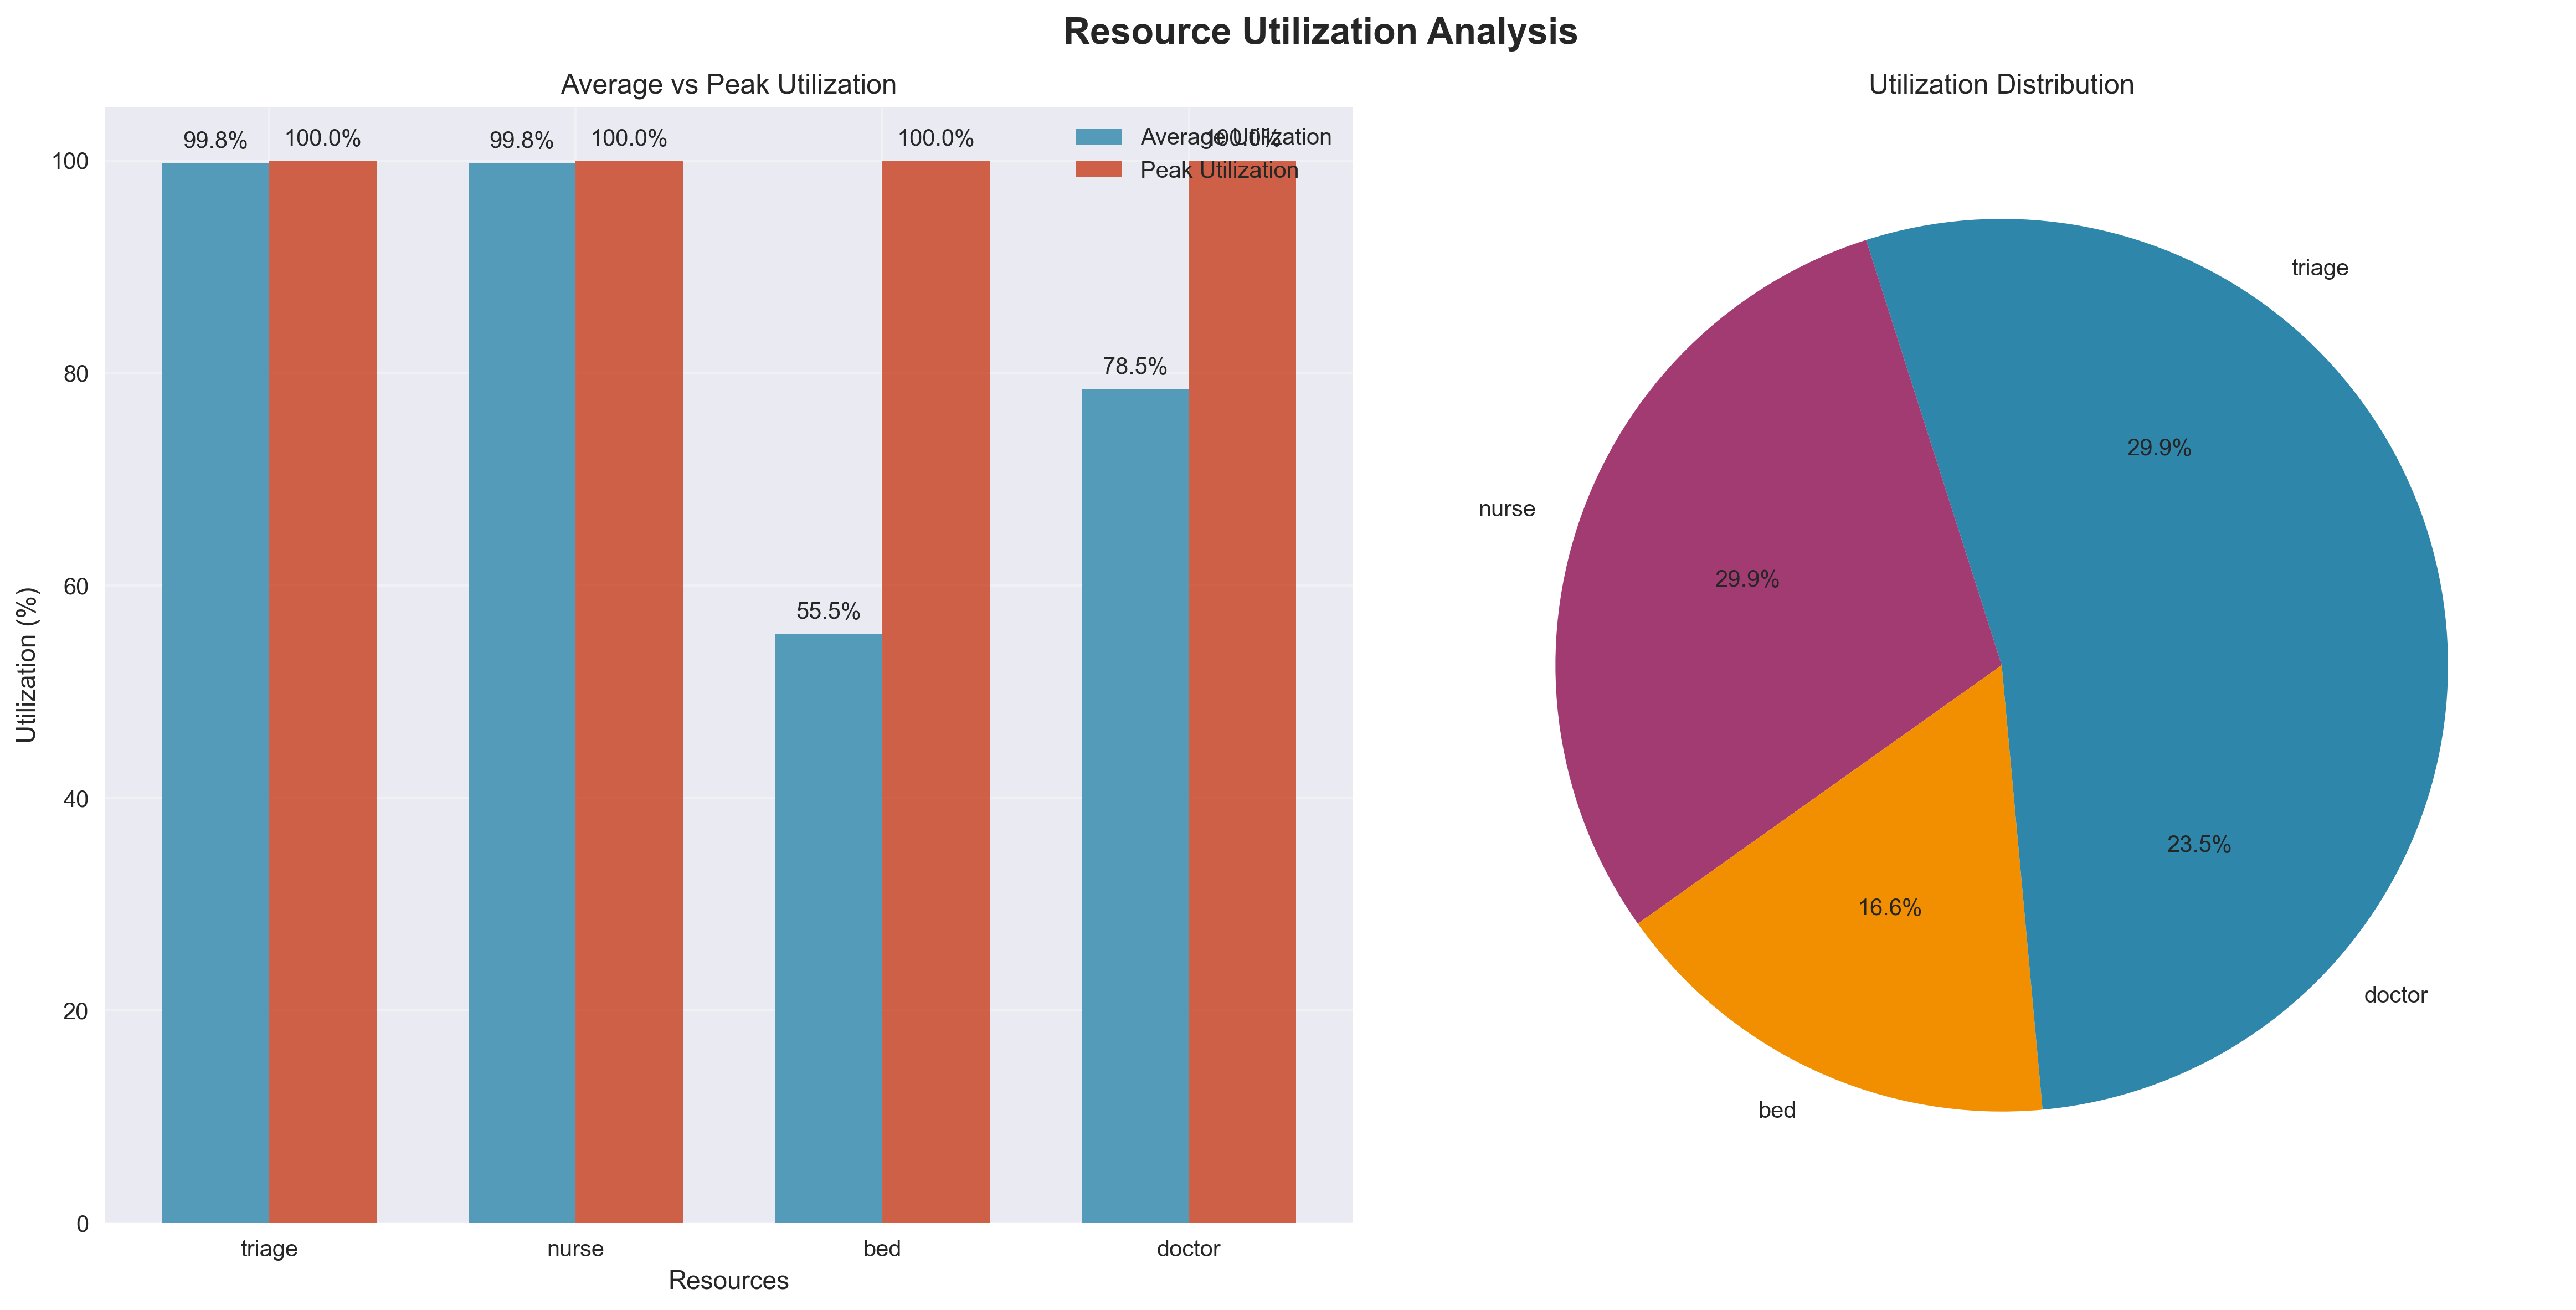 Resource Utilization Analysis
Average vs Peak Utilization
99.8%
100.0%
99.8%
100.0%
55.5%
100.0%
78.5%
100.0%
Average Utilization
Peak Utilization
Utilization (%)
100
80
60
40
20
0
triage
nurse
bed
doctor
Resources
Utilization Distribution
triage
29.9%
nurse
29.9%
bed
16.6%
doctor
23.5%